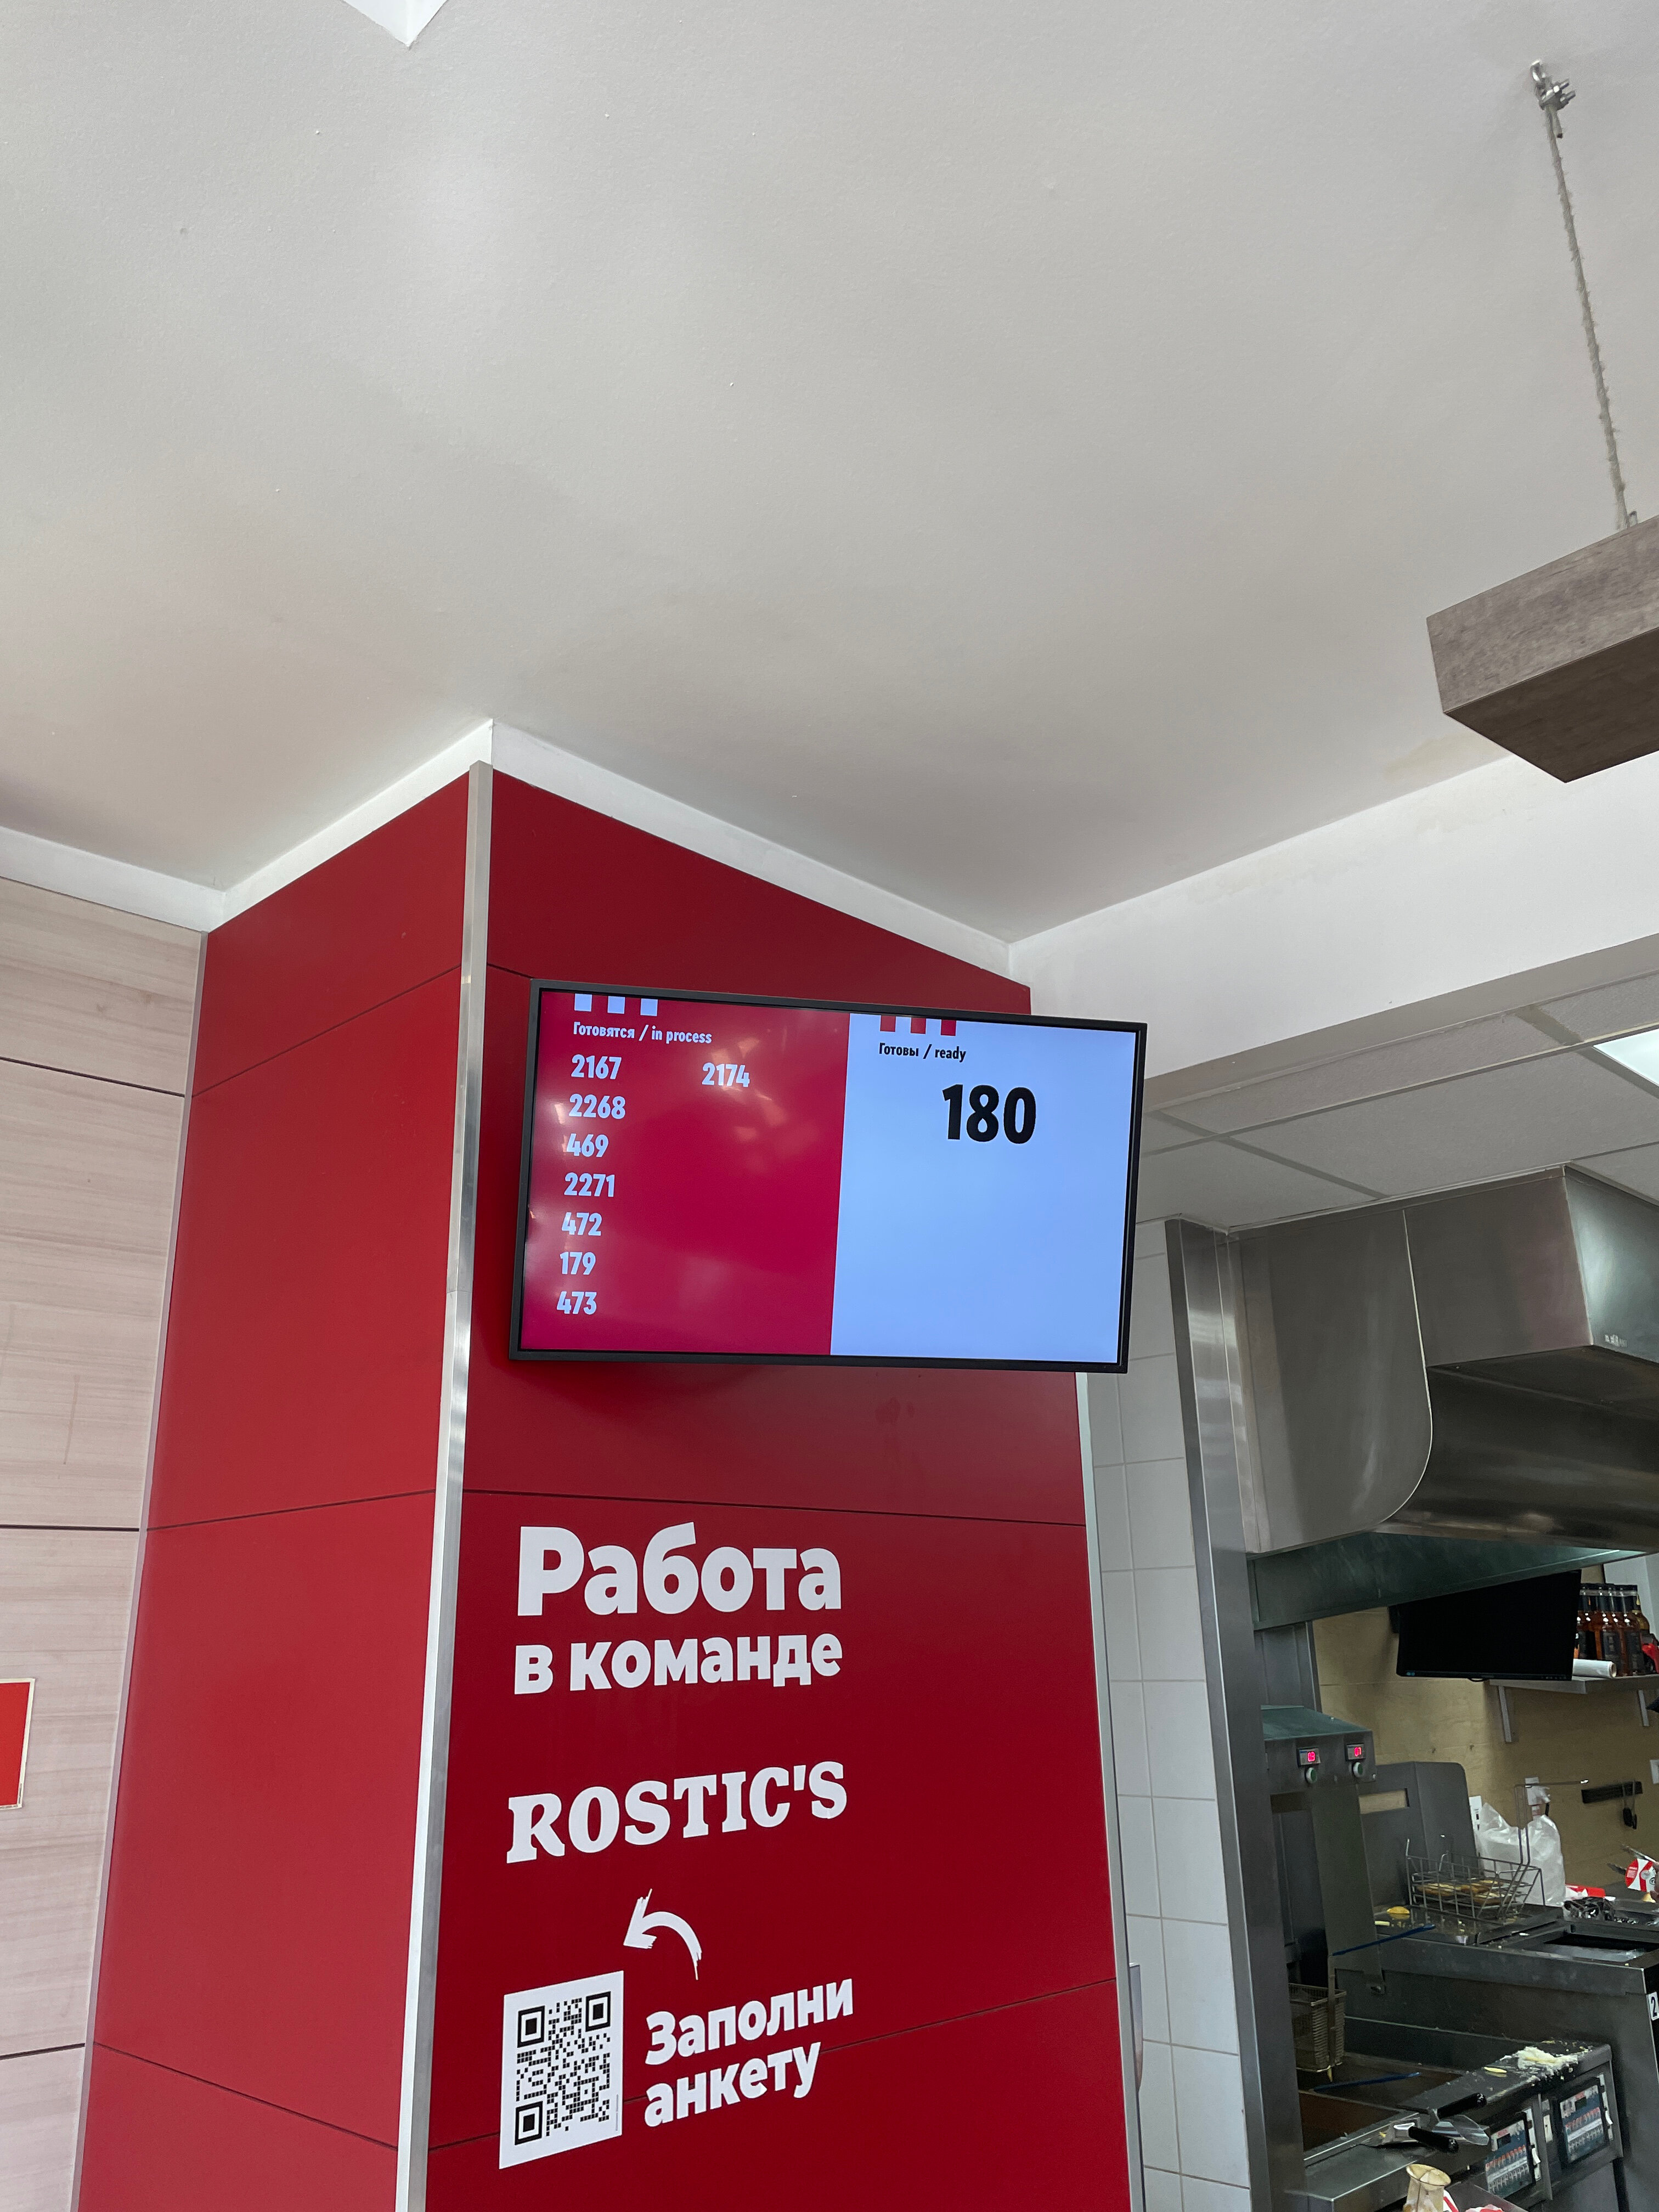 Готовятся / in process
2167
2268
469
2271
472
179
473
2174
Готовы / ready
180
Работа
в команде
ROSTIC'S
Заполни
анкету